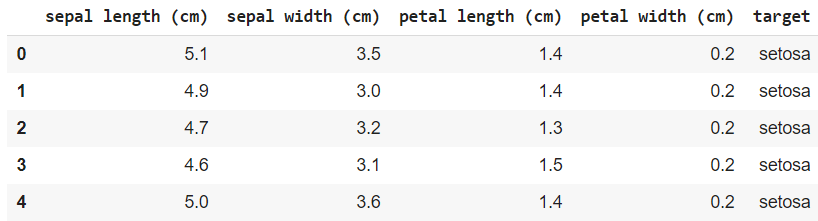 sepal length (cm) sepal width (cm) petal length (cm) petal width (cm) target
0 5.1 3.5 1.4 0.2 setosa
1 4.9 3.0 1.4 0.2 setosa
2 4.7 3.2 1.3 0.2 setosa
3 4.6 3.1 1.5 0.2 setosa
4 5.0 3.6 1.4 0.2 setosa